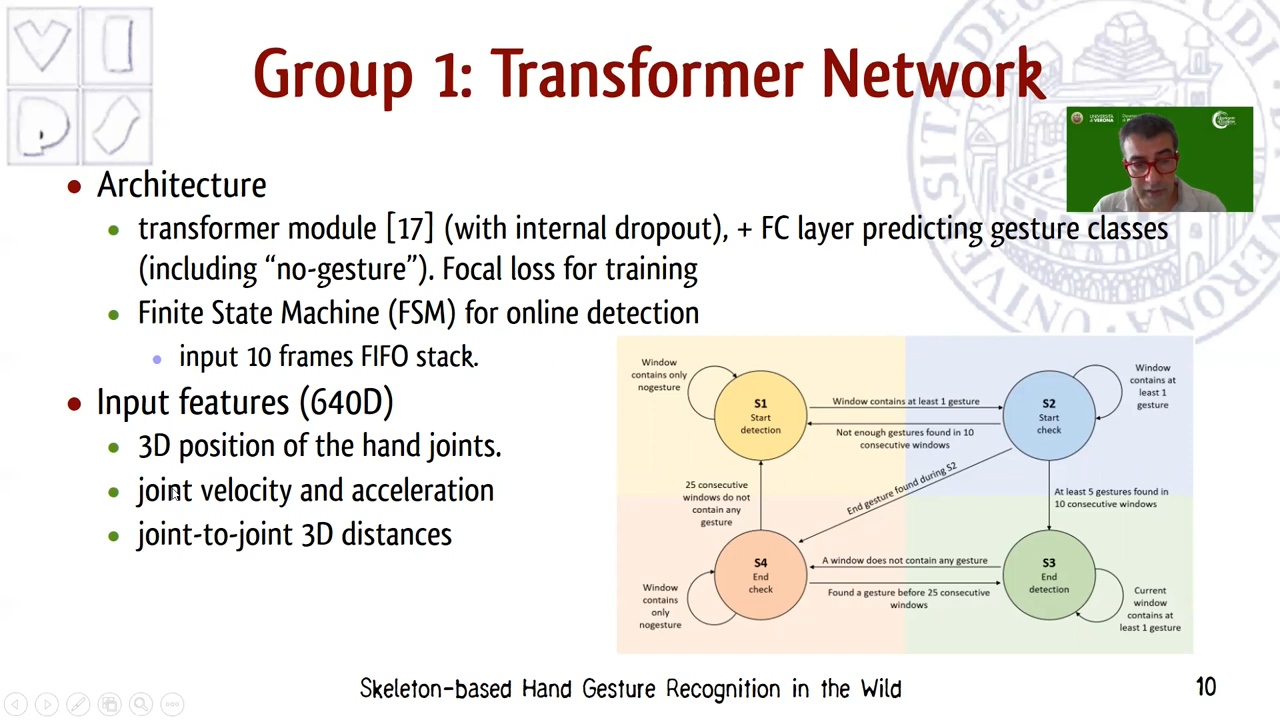 Group 1: Transformer Network
UNIVERSITÀ
di VERONA
• Architecture
• transformer module [17] (with internal dropout), + FC layer predicting gesture classes
(including “no-gesture”). Focal loss for training
• Finite State Machine (FSM) for online detection
• input 10 frames FIFO stack.
• Input features (640D)
• 3D position of the hand joints.
• joint velocity and acceleration
• joint-to-joint 3D distances
Window
contains only
nogesture
S1
Start
detection
Window contains at least 1 gesture
Not enough gestures found in 10
consecutive windows
S2
Start
check
Window
contains at
least 1
gesture
25 consecutive
windows do not
contain any
gesture
End gesture found during S2
At least 5 gestures found in
10 consecutive windows
S4
End
check
Window
contains
only
nogesture
A window does not contain any gesture
Found a gesture before 25 consecutive
windows
S3
End
detection
Current
window
contains at
least 1 gesture
Skeleton-based Hand Gesture Recognition in the Wild
10